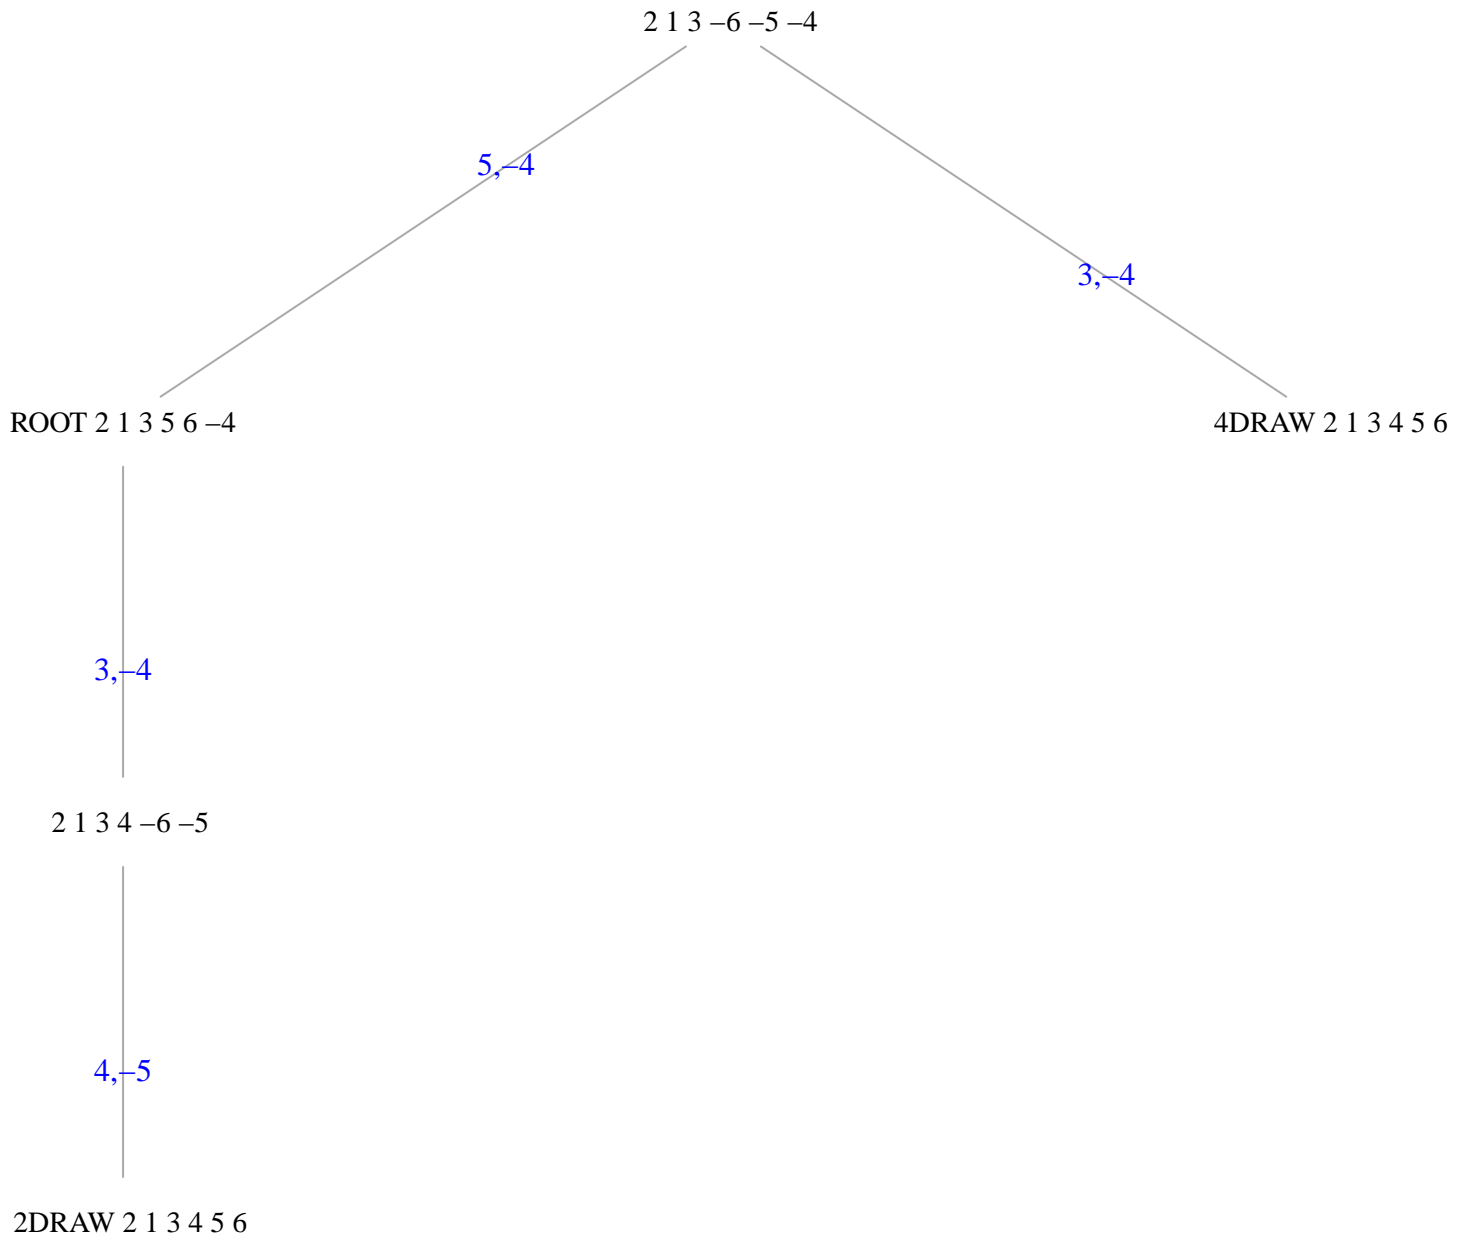 2 1 3 –6 –5 –4
5,–4
3,–4
ROOT 2 1 3 5 6 –4
4DRAW 2 1 3 4 5 6
3,–4
2 1 3 4 –6 –5
4,–5
2DRAW 2 1 3 4 5 6